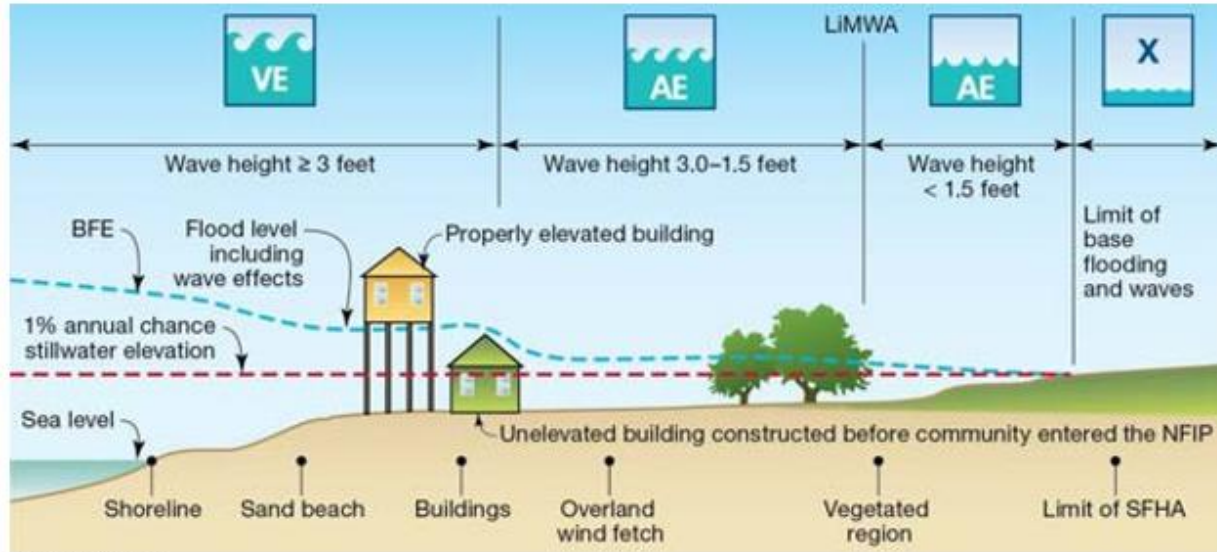 VE
AE
LiMWA
AE
X
Wave height ≥ 3 feet
Wave height 3.0–1.5 feet
Wave height
< 1.5 feet
BFE
Flood level
including
wave effects
Properly elevated building
Limit of
base
flooding
and waves
1% annual chance
stillwater elevation
Sea level
Unelevated building constructed before community entered the NFIP
Shoreline
Sand beach
Buildings
Overland
wind fetch
Vegetated
region
Limit of SFHA